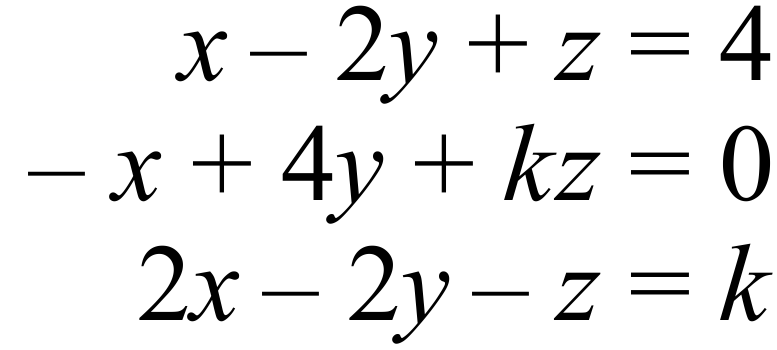 x − 2y + z = 4
− x + 4y + kz = 0
2x − 2y − z = k